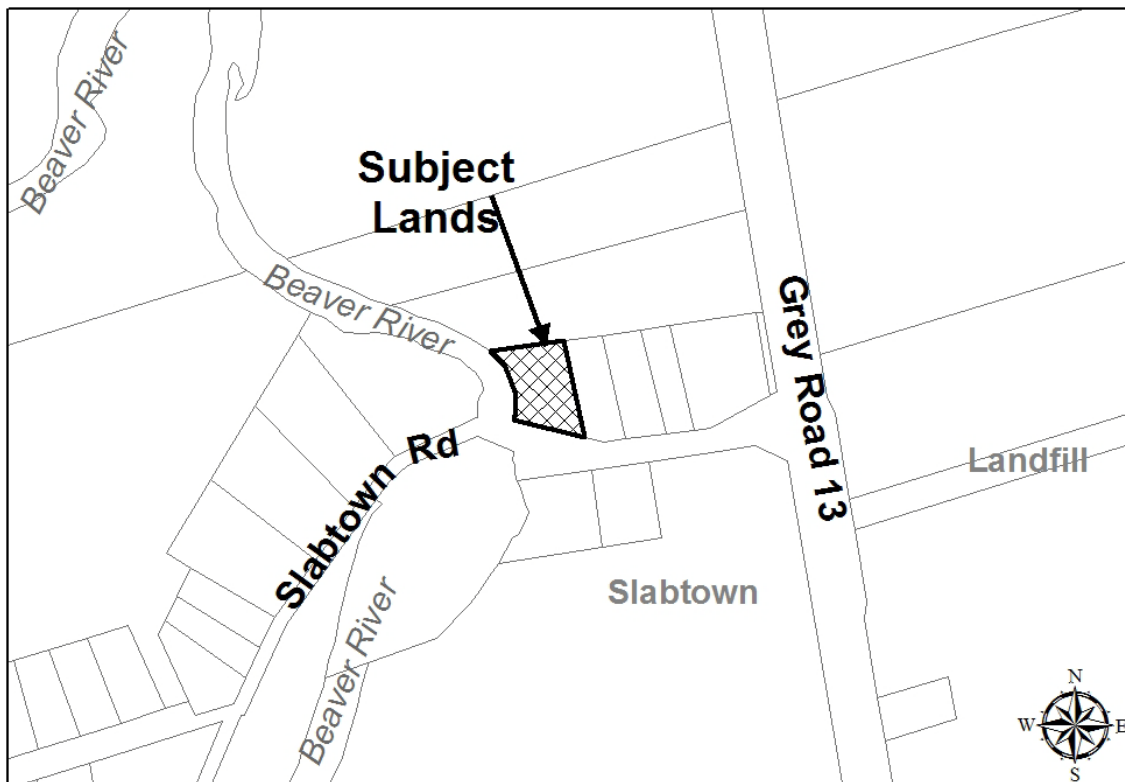 Beaver River
Subject
Lands
Beaver River
Grey Road 13
Landfill
Slabtown Rd
Slabtown
Beaver River
N
W E
S